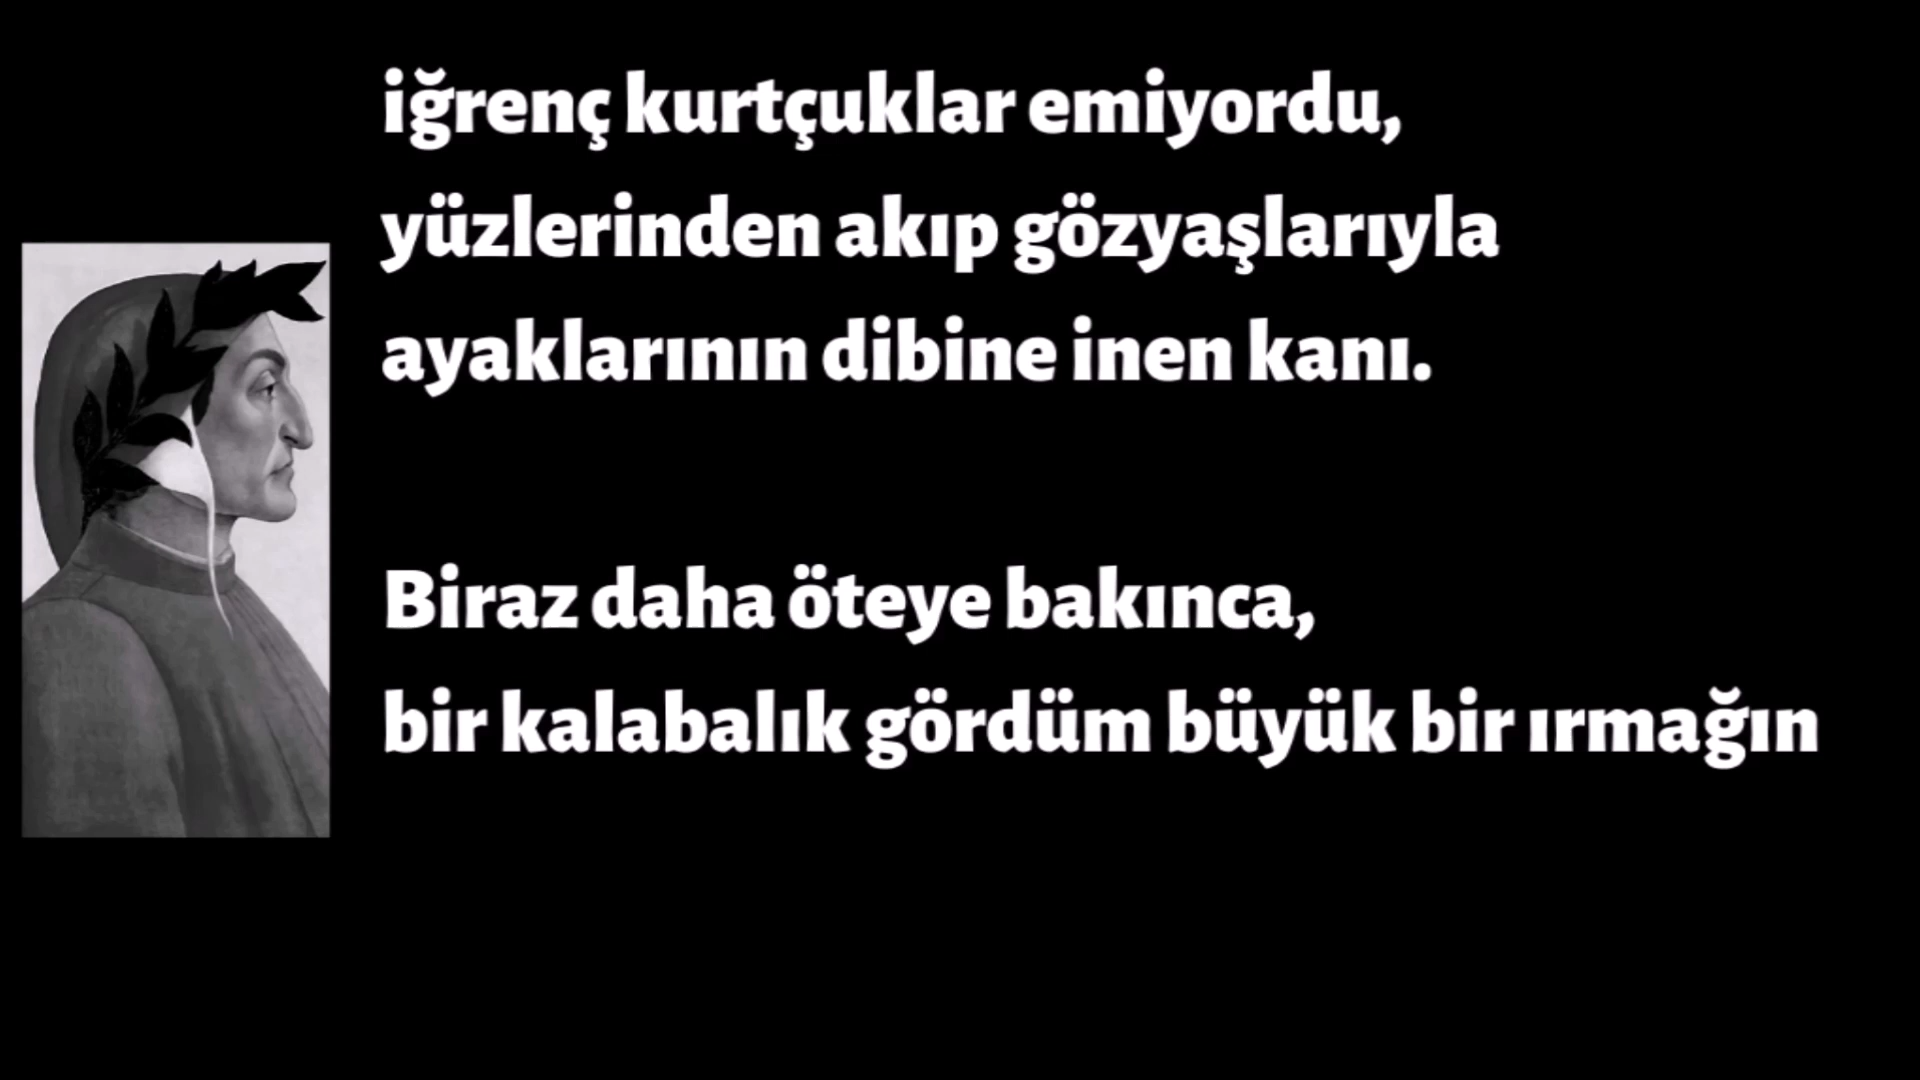 iğrenç kurtçuklar emiyordu,
yüzlerinden akıp gözyaşlarıyla
ayaklarının dibine inen kanı.
Biraz daha öteye bakınca,
bir kalabalık gördüm büyük bir ırmağın